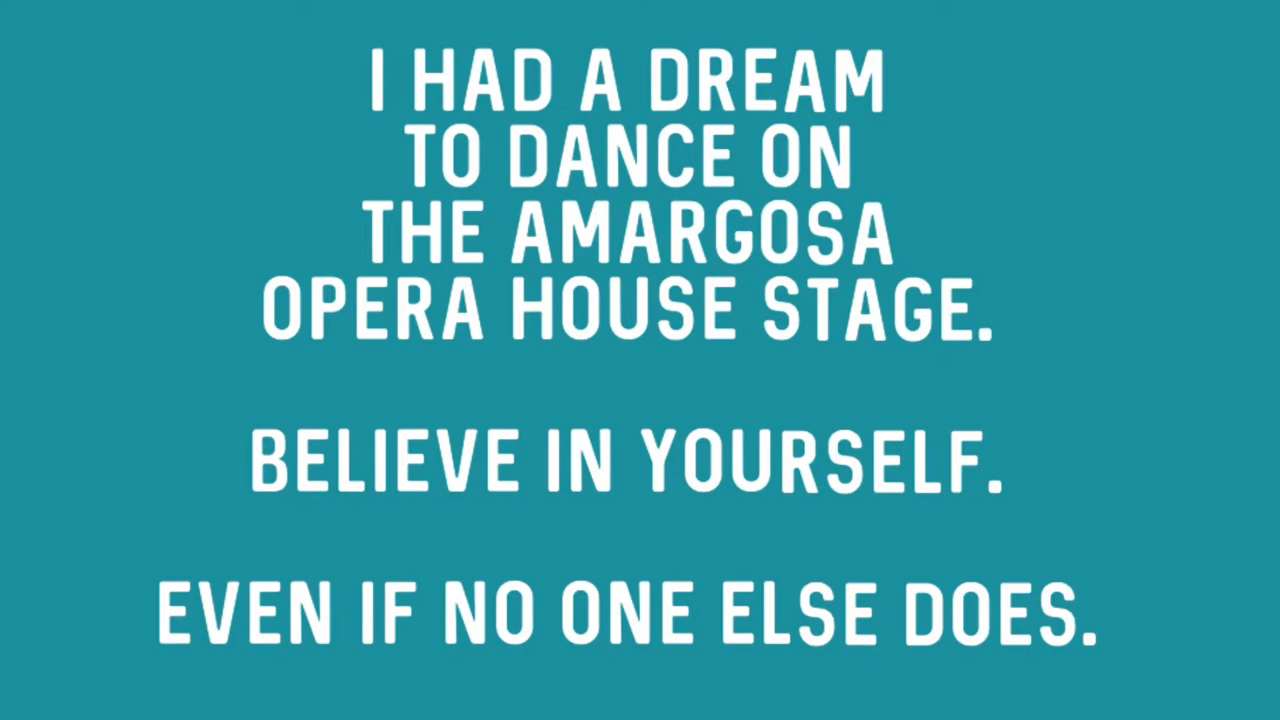 I HAD A DREAM
TO DANCE ON
THE AMARGOSA
OPERA HOUSE STAGE.
BELIEVE IN YOURSELF.
EVEN IF NO ONE ELSE DOES.